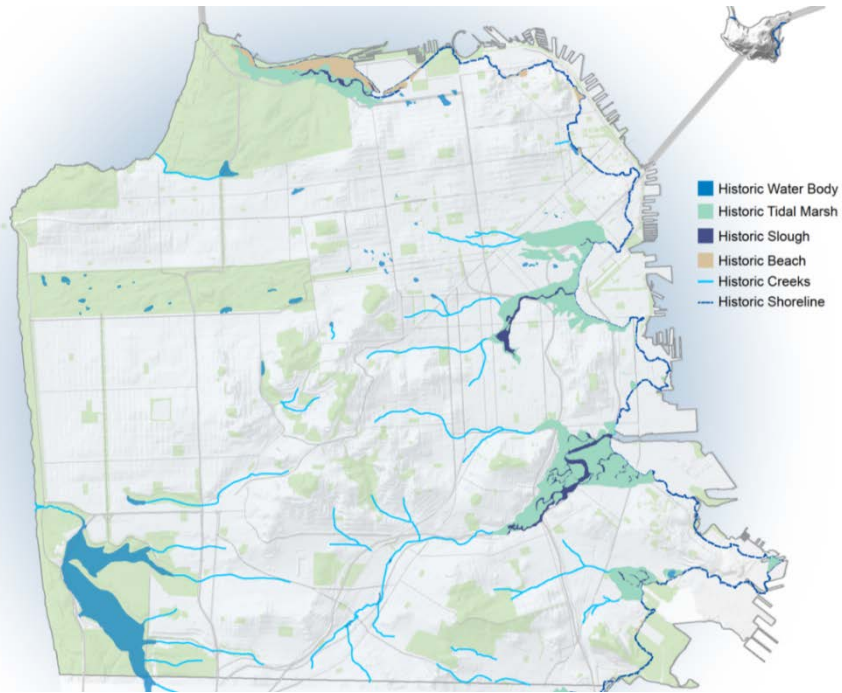 Historic Water Body
Historic Tidal Marsh
Historic Slough
Historic Beach
Historic Creeks
Historic Shoreline